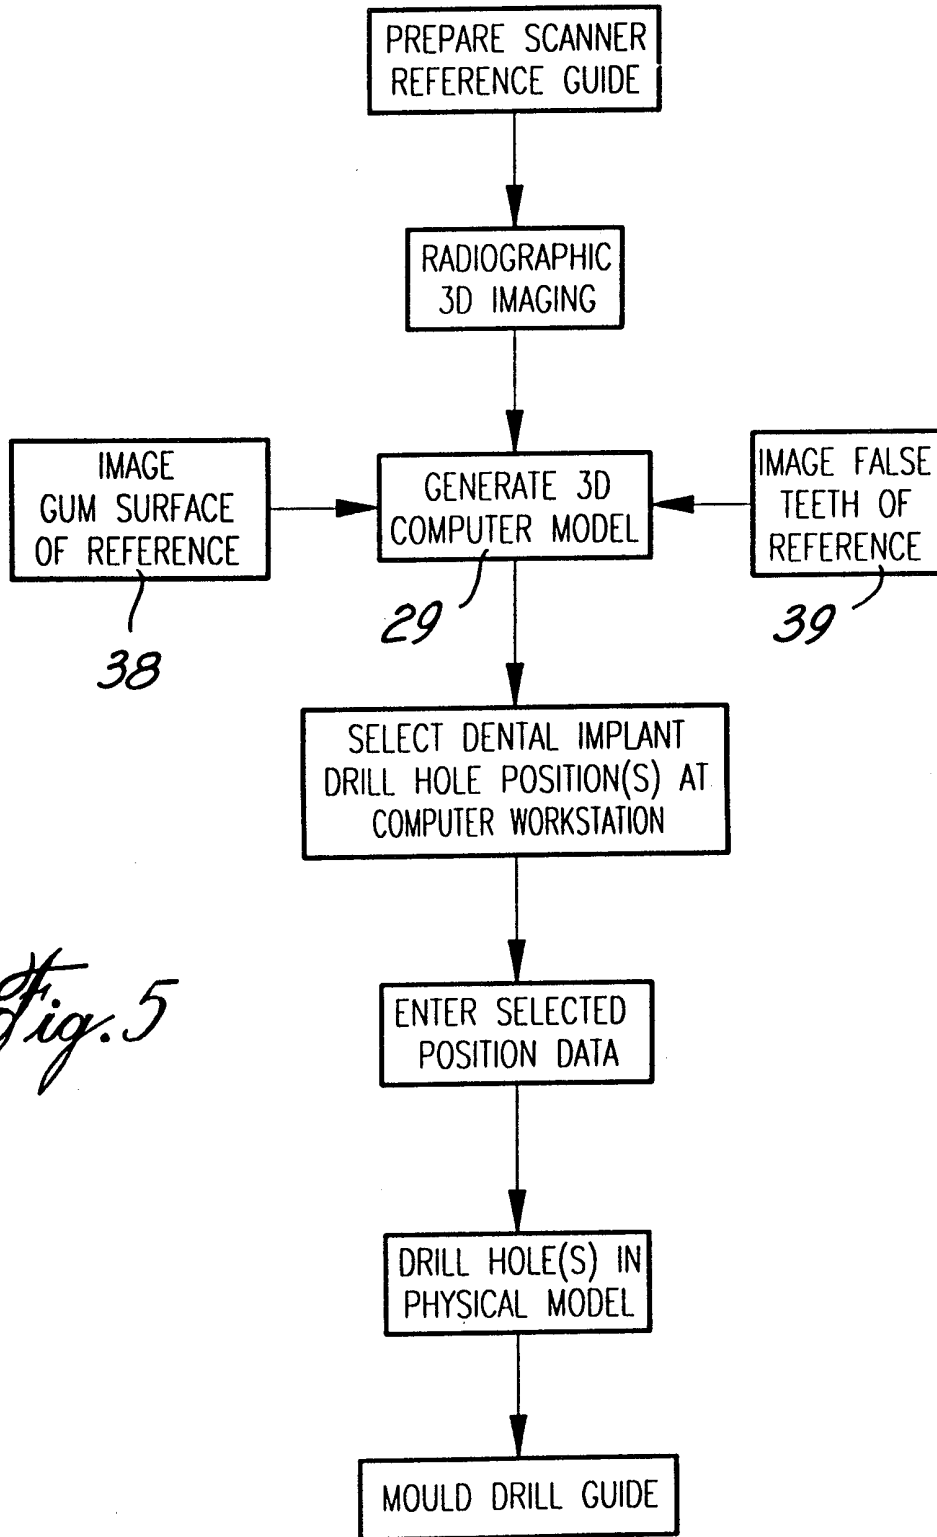 PREPARE SCANNER
REFERENCE GUIDE
RADIOGRAPHIC
3D IMAGING
IMAGE
GUM SURFACE
OF REFERENCE
38
GENERATE 3D
COMPUTER MODEL
29
IMAGE FALSE
TEETH OF
REFERENCE
39
SELECT DENTAL IMPLANT
DRILL HOLE POSITION(S) AT
COMPUTER WORKSTATION
Fig. 5
ENTER SELECTED
POSITION DATA
DRILL HOLE(S) IN
PHYSICAL MODEL
MOULD DRILL GUIDE